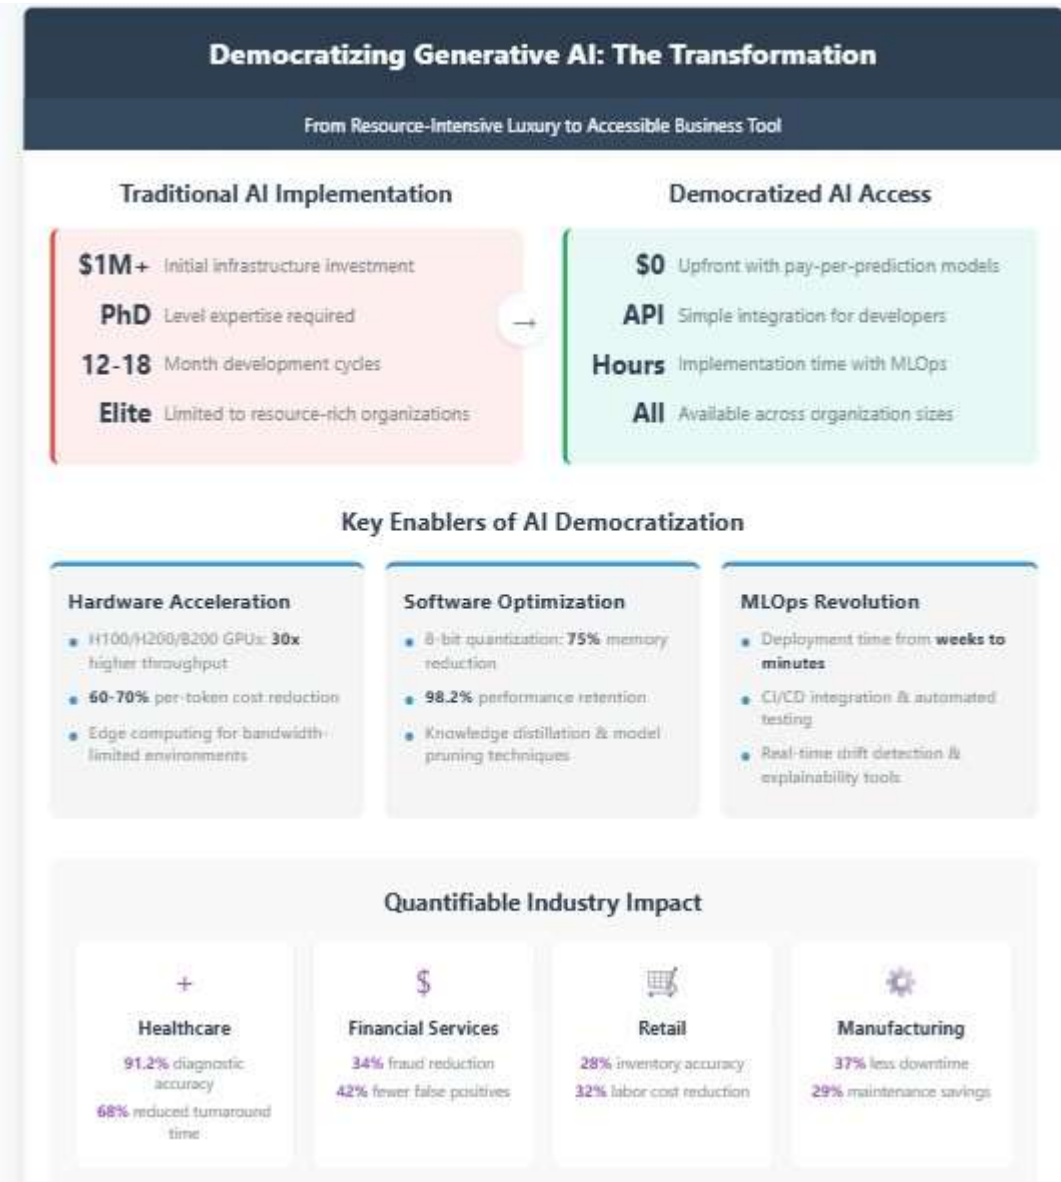 Democratizing Generative AI: The Transformation
From Resource-Intensive Luxury to Accessible Business Tool
Traditional AI Implementation
$1M+ Initial infrastructure investment
PhD Level expertise required
12-18 Month development cycles
Elite Limited to resource-rich organizations
→
Democratized AI Access
$0 Upfront with pay-per-prediction models
API Simple integration for developers
Hours Implementation time with MLOps
All Available across organization sizes
Key Enablers of AI Democratization
Hardware Acceleration
H100/H200/B200 GPUs: 30x
higher throughput
60-70% per-token cost reduction
Edge computing for bandwidth-
limited environments
Software Optimization
8-bit quantization: 75% memory
reduction
98.2% performance retention
Knowledge distillation & model
pruning techniques
MLOps Revolution
Deployment time from weeks to
minutes
CI/CD integration & automated
testing
Real-time drift detection &
explainability tools
Quantifiable Industry Impact
+
Healthcare
91.2% diagnostic
accuracy
68% reduced turnaround
time
$
Financial Services
34% fraud reduction
42% fewer false positives
Retail
28% inventory accuracy
32% labor cost reduction
Manufacturing
37% less downtime
29% maintenance savings